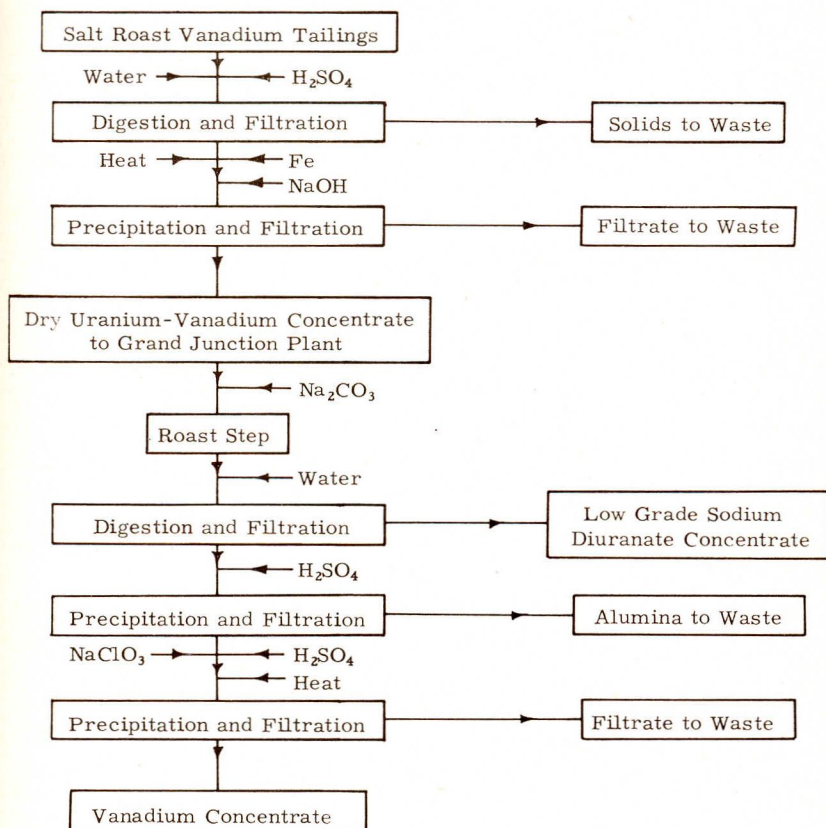 Salt Roast Vanadium Tailings
Water
H₂SO₄
Digestion and Filtration
Solids to Waste
Heat
Fe
NaOH
Precipitation and Filtration
Filtrate to Waste
Dry Uranium-Vanadium Concentrate
to Grand Junction Plant
Na₂CO₃
Roast Step
Water
Digestion and Filtration
Low Grade Sodium
Diuranate Concentrate
H₂SO₄
Precipitation and Filtration
Alumina to Waste
NaClO₃
H₂SO₄
Heat
Precipitation and Filtration
Filtrate to Waste
Vanadium Concentrate